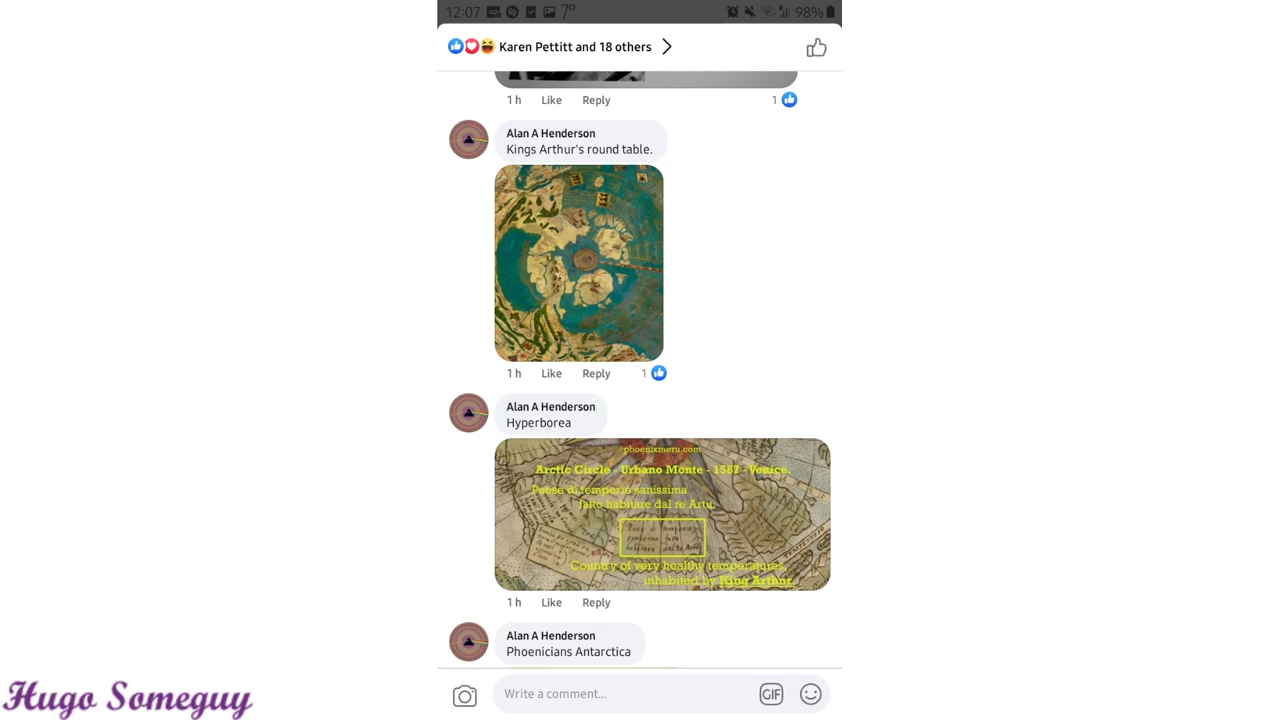 12:07
7°
98%
Karen Pettitt and 18 others
1 h Like Reply 1
Alan A Henderson
Kings Arthur's round table.
1 h Like Reply 1
Alan A Henderson
Hyperborea
phoenixmeru.com
Arctic Circle - Urbano Monte - 1587 - Venice.
Paese di temperie sanissima
fatto habitare dal re Artu.
Country of very healthy temperatures,
inhabited by King Arthur.
1 h Like Reply
Alan A Henderson
Phoenicians Antarctica
Write a comment...
GIF
Hugo Someguy